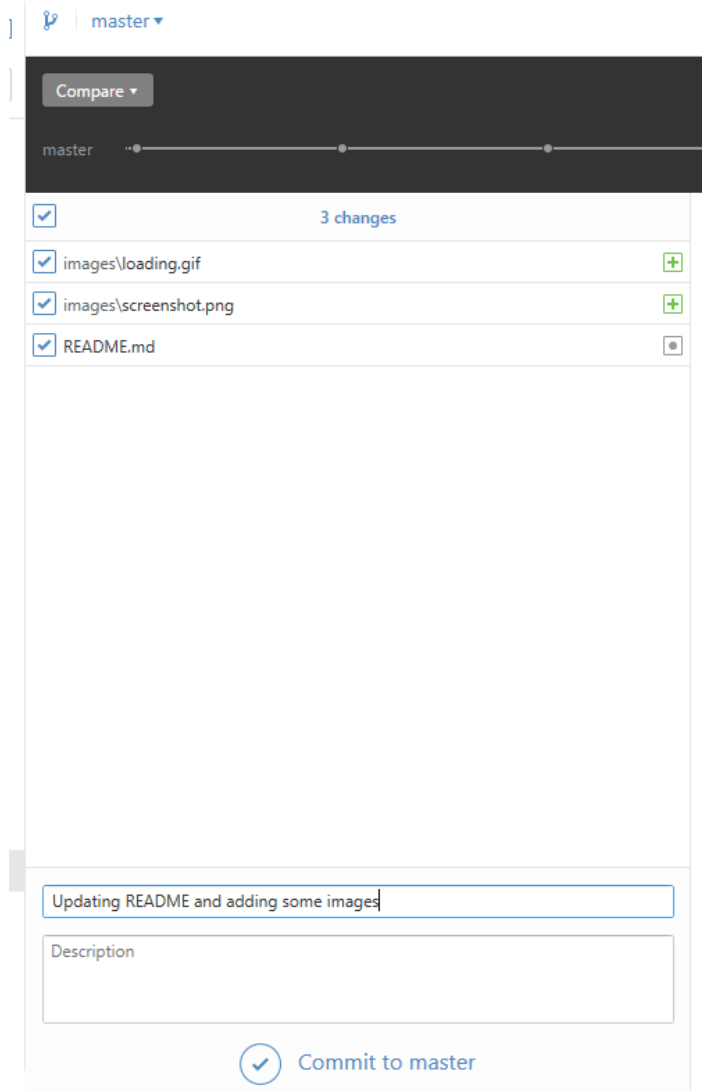 master
Compare
master
3 changes
images\loading.gif
images\screenshot.png
README.md
Updating README and adding some images
Description
Commit to master